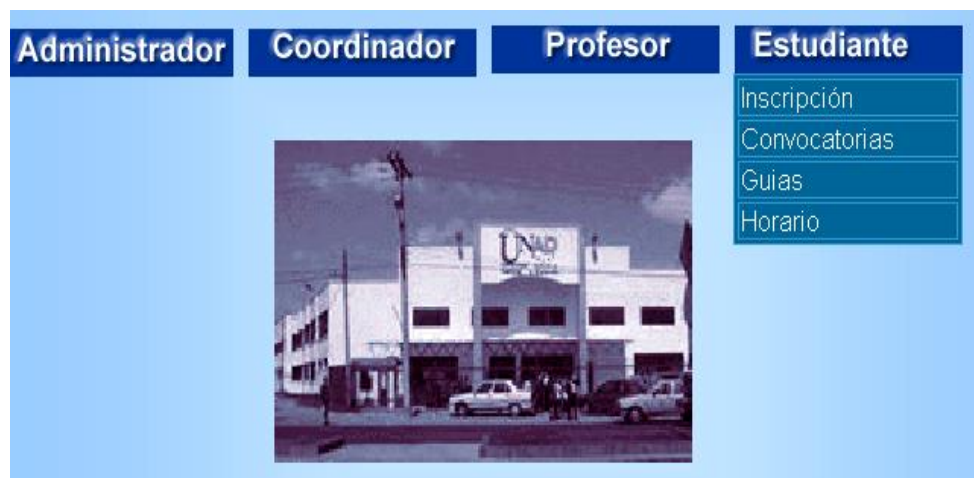 Administrador
Coordinador
Profesor
Estudiante
Inscripción
Convocatorias
Guias
Horario
UNAD